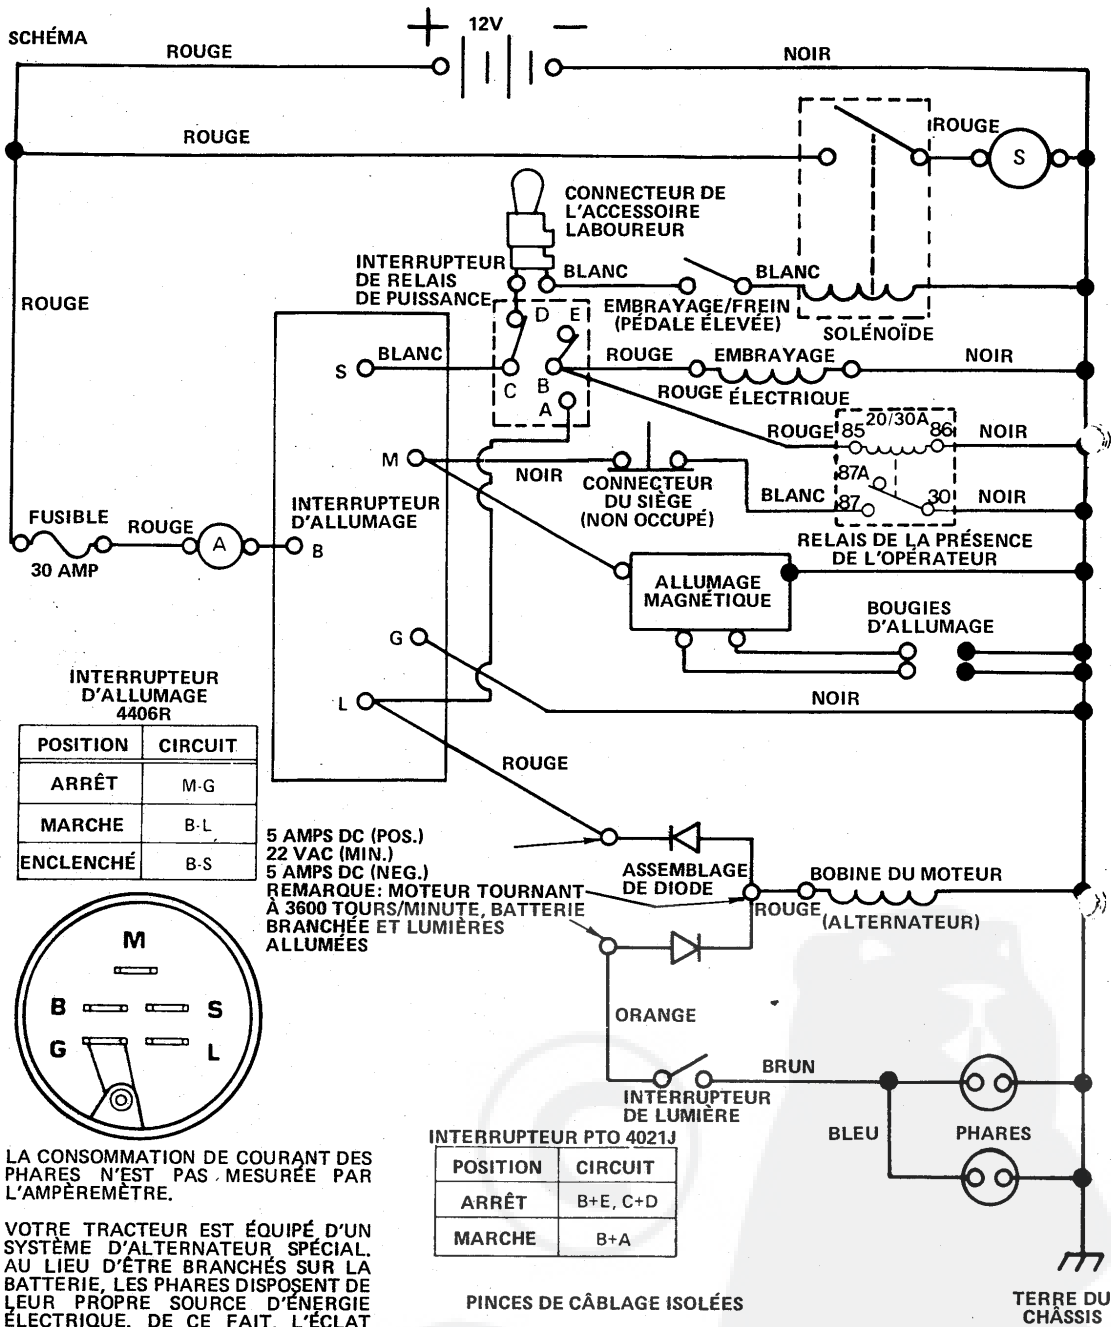 SCHÉMA
ROUGE
12V
NOIR
ROUGE
ROUGE
S
CONNECTEUR DE
L'ACCESSOIRE
LABOUREUR
INTERRUPTEUR
DE RELAIS
DE PUISSANCE
BLANC
BLANC
EMBRAYAGE/FREIN
(PÉDALE ÉLEVÉE)
SOLÉNOÏDE
ROUGE
D
E
S
BLANC
C
B
A
ROUGE
EMBRAYAGE
ÉLECTRIQUE
NOIR
ROUGE
ROUGE
20/30A
85
86
NOIR
87A
87
30
NOIR
M
NOIR
CONNECTEUR
DU SIÈGE
(NON OCCUPÉ)
BLANC
RELAIS DE LA PRÉSENCE
DE L'OPÉRATEUR
INTERRUPTEUR
D'ALLUMAGE
FUSIBLE
30 AMP
ROUGE
A
B
ALLUMAGE
MAGNÉTIQUE
BOUGIES
D'ALLUMAGE
G
NOIR
L
ROUGE
INTERRUPTEUR
D'ALLUMAGE
4406R
POSITION CIRCUIT
ARRÊT M-G
MARCHE B-L
ENCLENCHÉ B-S
5 AMPS DC (POS.)
22 VAC (MIN.)
5 AMPS DC (NEG.)
REMARQUE: MOTEUR TOURNANT
À 3600 TOURS/MINUTE, BATTERIE
BRANCHÉE ET LUMIÈRES
ALLUMÉES
ASSEMBLAGE
DE DIODE
BOBINE DU MOTEUR
ROUGE
(ALTERNATEUR)
M
B
S
G
L
ORANGE
INTERRUPTEUR
DE LUMIÈRE
BRUN
BLEU
PHARES
INTERRUPTEUR PTO 4021J
POSITION CIRCUIT
ARRÊT B+E, C+D
MARCHE B+A
LA CONSOMMATION DE COURANT DES
PHARES N'EST PAS MESURÉE PAR
L'AMPÈREMÈTRE.
VOTRE TRACTEUR EST ÉQUIPÉ D'UN
SYSTÈME D'ALTERNATEUR SPÉCIAL.
AU LIEU D'ÊTRE BRANCHÉS SUR LA
BATTERIE, LES PHARES DISPOSENT DE
LEUR PROPRE SOURCE D'ÉNERGIE
ÉLECTRIQUE. DE CE FAIT, L'ÉCLAT
PINCES DE CÂBLAGE ISOLÉES
TERRE DU
CHÂSSIS